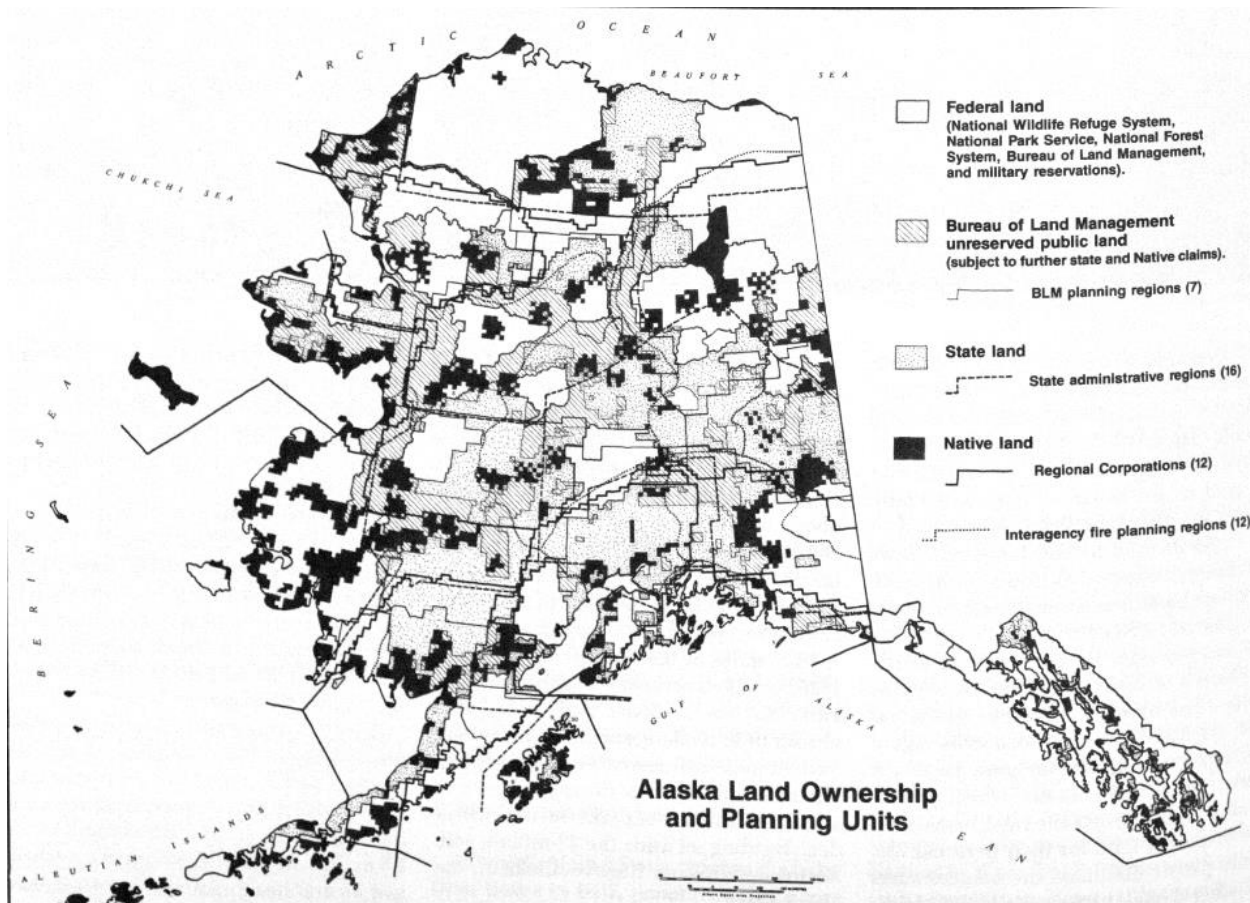 ARCTIC OCEAN
BEAUFORT SEA
CHUKCHI SEA
BERING SEA
GULF OF
ALEUTIAN ISLAND
Federal land
(National Wildlife Refuge System,
National Park Service, National Forest
System, Bureau of Land Management,
and military reservations).
Bureau of Land Management
unreserved public land
(subject to further state and Native claims).
BLM planning regions (7)
State land
State administrative regions (16)
Native land
Regional Corporations (12)
Interagency fire planning regions (12)
Alaska Land Ownership
and Planning Units